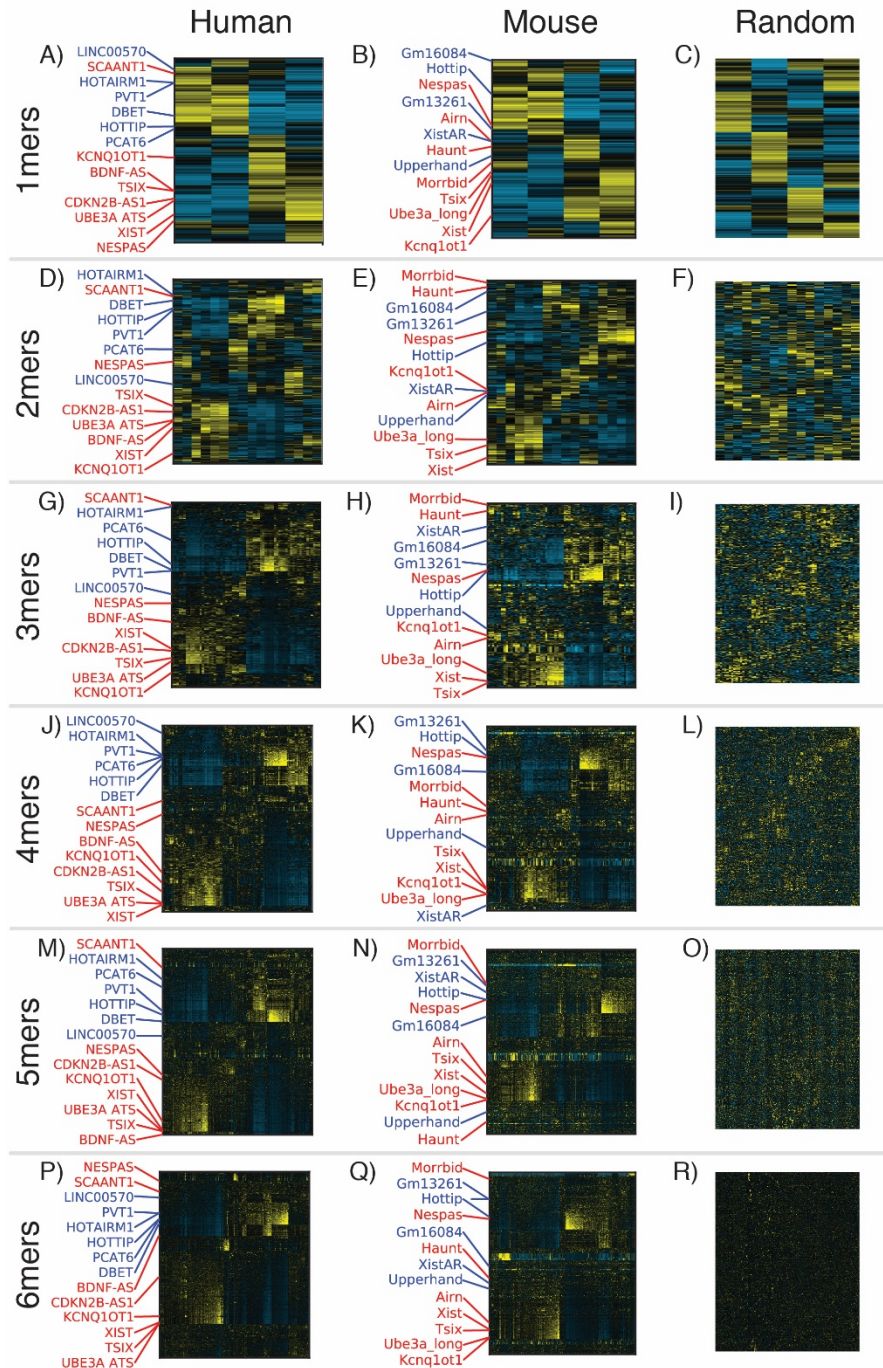 Human Mouse Random
1mers
A)
LINC00570
SCAANT1
HOTAIRM1
PVT1
DBET
HOTTIP
PCAT6
KCNQ1OT1
BDNF-AS
TSIX
CDKN2B-AS1
UBE3A ATS
XIST
NESPAS
B)
Gm16084
Hottip
Nespas
Gm13261
Airn
XistAR
Haunt
Upperhand
Morrbid
Tsix
Ube3a_long
Xist
Kcnq1ot1
C)
2mers
D)
HOTAIRM1
SCAANT1
DBET
HOTTIP
PVT1
PCAT6
NESPAS
LINC00570
TSIX
CDKN2B-AS1
UBE3A ATS
BDNF-AS
XIST
KCNQ1OT1
E)
Morrbid
Haunt
Gm16084
Gm13261
Nespas
Hottip
Kcnq1ot1
XistAR
Airn
Upperhand
Ube3a_long
Tsix
Xist
F)
3mers
G)
SCAANT1
HOTAIRM1
PCAT6
HOTTIP
DBET
PVT1
LINC00570
NESPAS
BDNF-AS
XIST
CDKN2B-AS1
TSIX
UBE3A ATS
KCNQ1OT1
H)
Morrbid
Haunt
XistAR
Gm16084
Gm13261
Nespas
Hottip
Upperhand
Kcnq1ot1
Airn
Ube3a_long
Xist
Tsix
I)
4mers
J)
LINC00570
HOTAIRM1
PVT1
PCAT6
HOTTIP
DBET
SCAANT1
NESPAS
BDNF-AS
KCNQ1OT1
CDKN2B-AS1
TSIX
UBE3A ATS
XIST
K)
Gm13261
Hottip
Nespas
Gm16084
Morrbid
Haunt
Airn
Upperhand
Tsix
Xist
Kcnq1ot1
Ube3a_long
XistAR
L)
5mers
M)
SCAANT1
HOTAIRM1
PCAT6
PVT1
HOTTIP
DBET
LINC00570
NESPAS
CDKN2B-AS1
KCNQ1OT1
XIST
UBE3A ATS
TSIX
BDNF-AS
N)
Morrbid
Gm13261
XistAR
Hottip
Nespas
Gm16084
Airn
Tsix
Xist
Ube3a_long
Kcnq1ot1
Upperhand
Haunt
O)
6mers
P)
NESPAS
SCAANT1
LINC00570
PVT1
HOTAIRM1
HOTTIP
PCAT6
DBET
BDNF-AS
CDKN2B-AS1
KCNQ1OT1
XIST
TSIX
UBE3A ATS
Q)
Morrbid
Gm13261
Hottip
Nespas
Gm16084
Haunt
XistAR
Upperhand
Airn
Xist
Tsix
Ube3a_long
Kcnq1ot1
R)